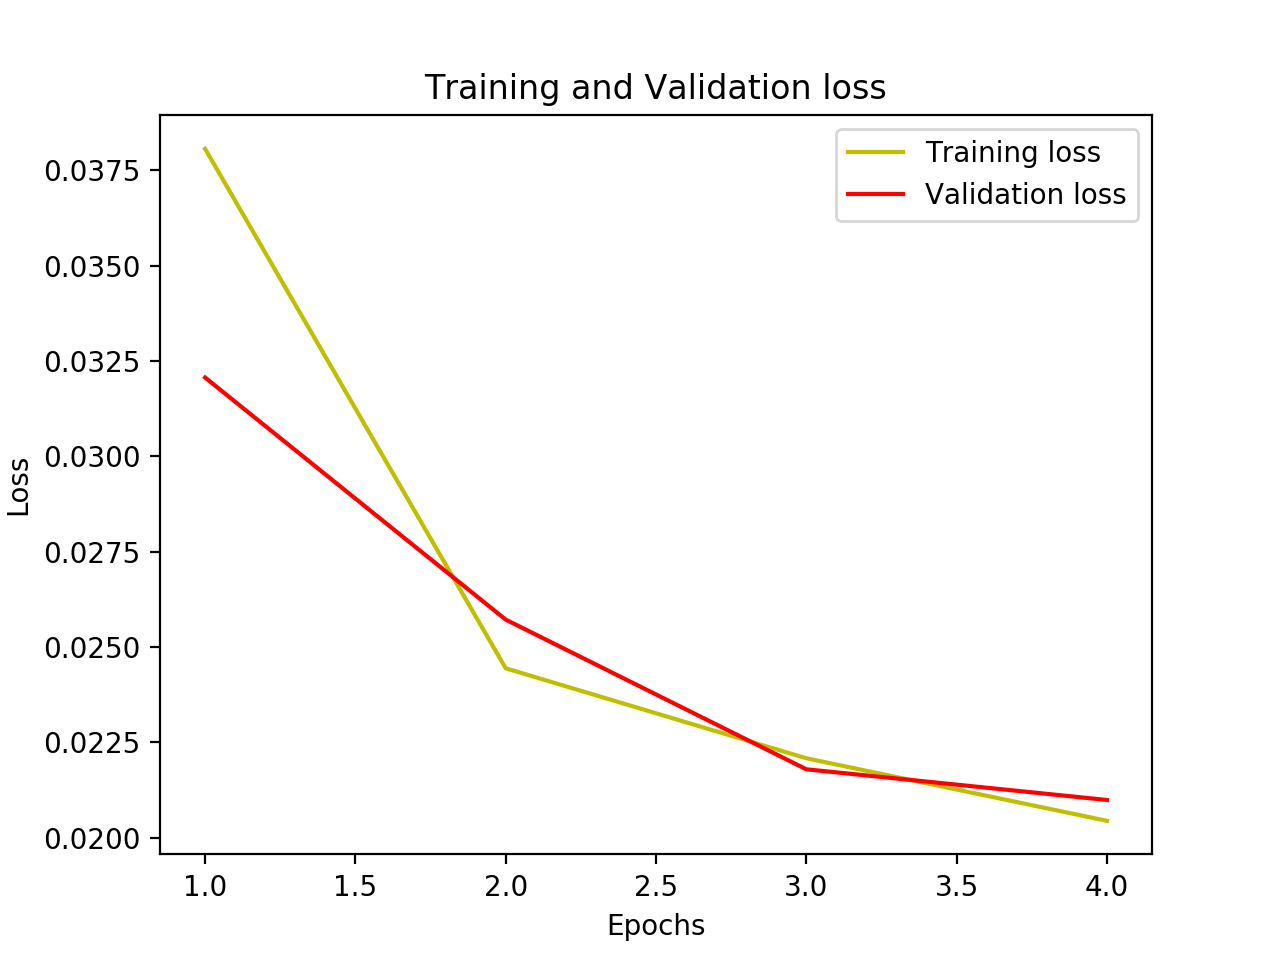 Training and Validation loss
Training loss
Validation loss
0.0375
0.0350
0.0325
0.0300
0.0275
0.0250
0.0225
0.0200
Loss
1.0 1.5 2.0 2.5 3.0 3.5 4.0
Epochs